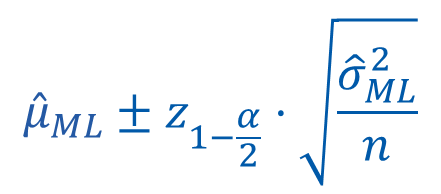 μ̂_ML ± z_{1−α/2} · √(σ̂²_ML / n)